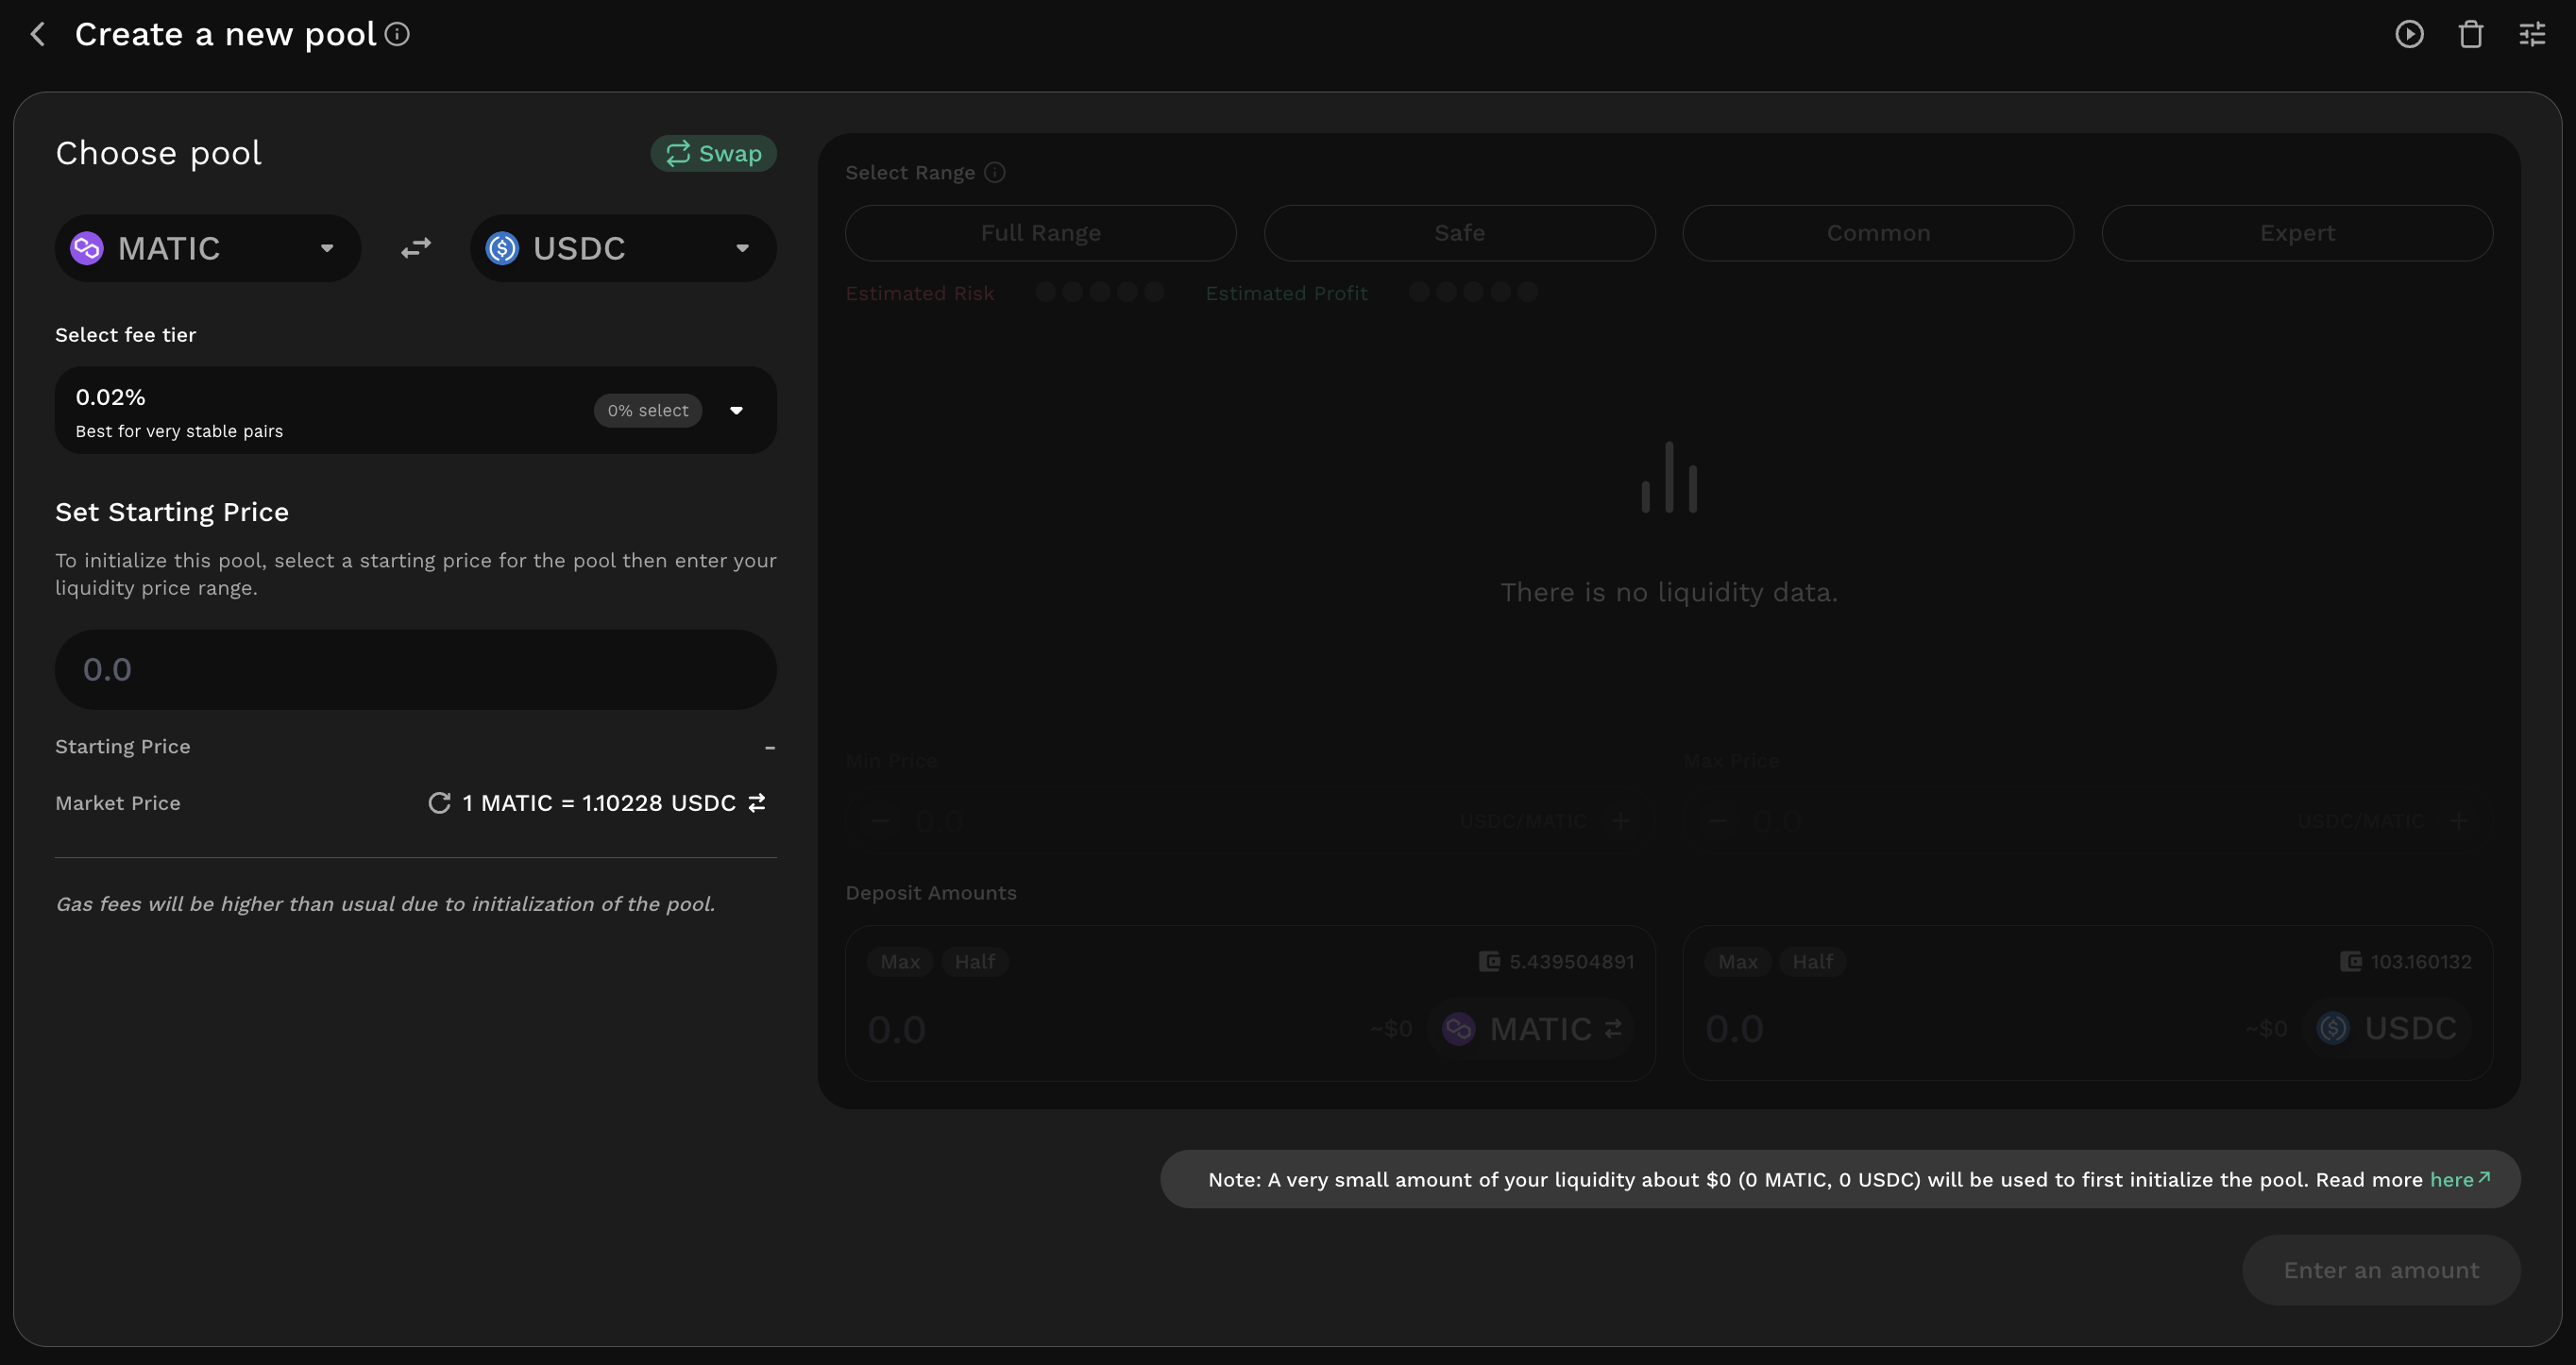 Create a new pool
Choose pool
Swap
MATIC
USDC
Select fee tier
0.02%
Best for very stable pairs
0% select
Set Starting Price
To initialize this pool, select a starting price for the pool then enter your
liquidity price range.
0.0
Starting Price
-
Market Price
1 MATIC = 1.10228 USDC
Gas fees will be higher than usual due to initialization of the pool.
Select Range
Full Range
Safe
Common
Expert
Estimated Risk
Estimated Profit
There is no liquidity data.
Min Price
Max Price
0.0
USDC/MATIC
0.0
USDC/MATIC
Deposit Amounts
Max
Half
5.439504891
0.0
~$0
MATIC
Max
Half
103.160132
0.0
~$0
USDC
Note: A very small amount of your liquidity about $0 (0 MATIC, 0 USDC) will be used to first initialize the pool. Read more here
Enter an amount